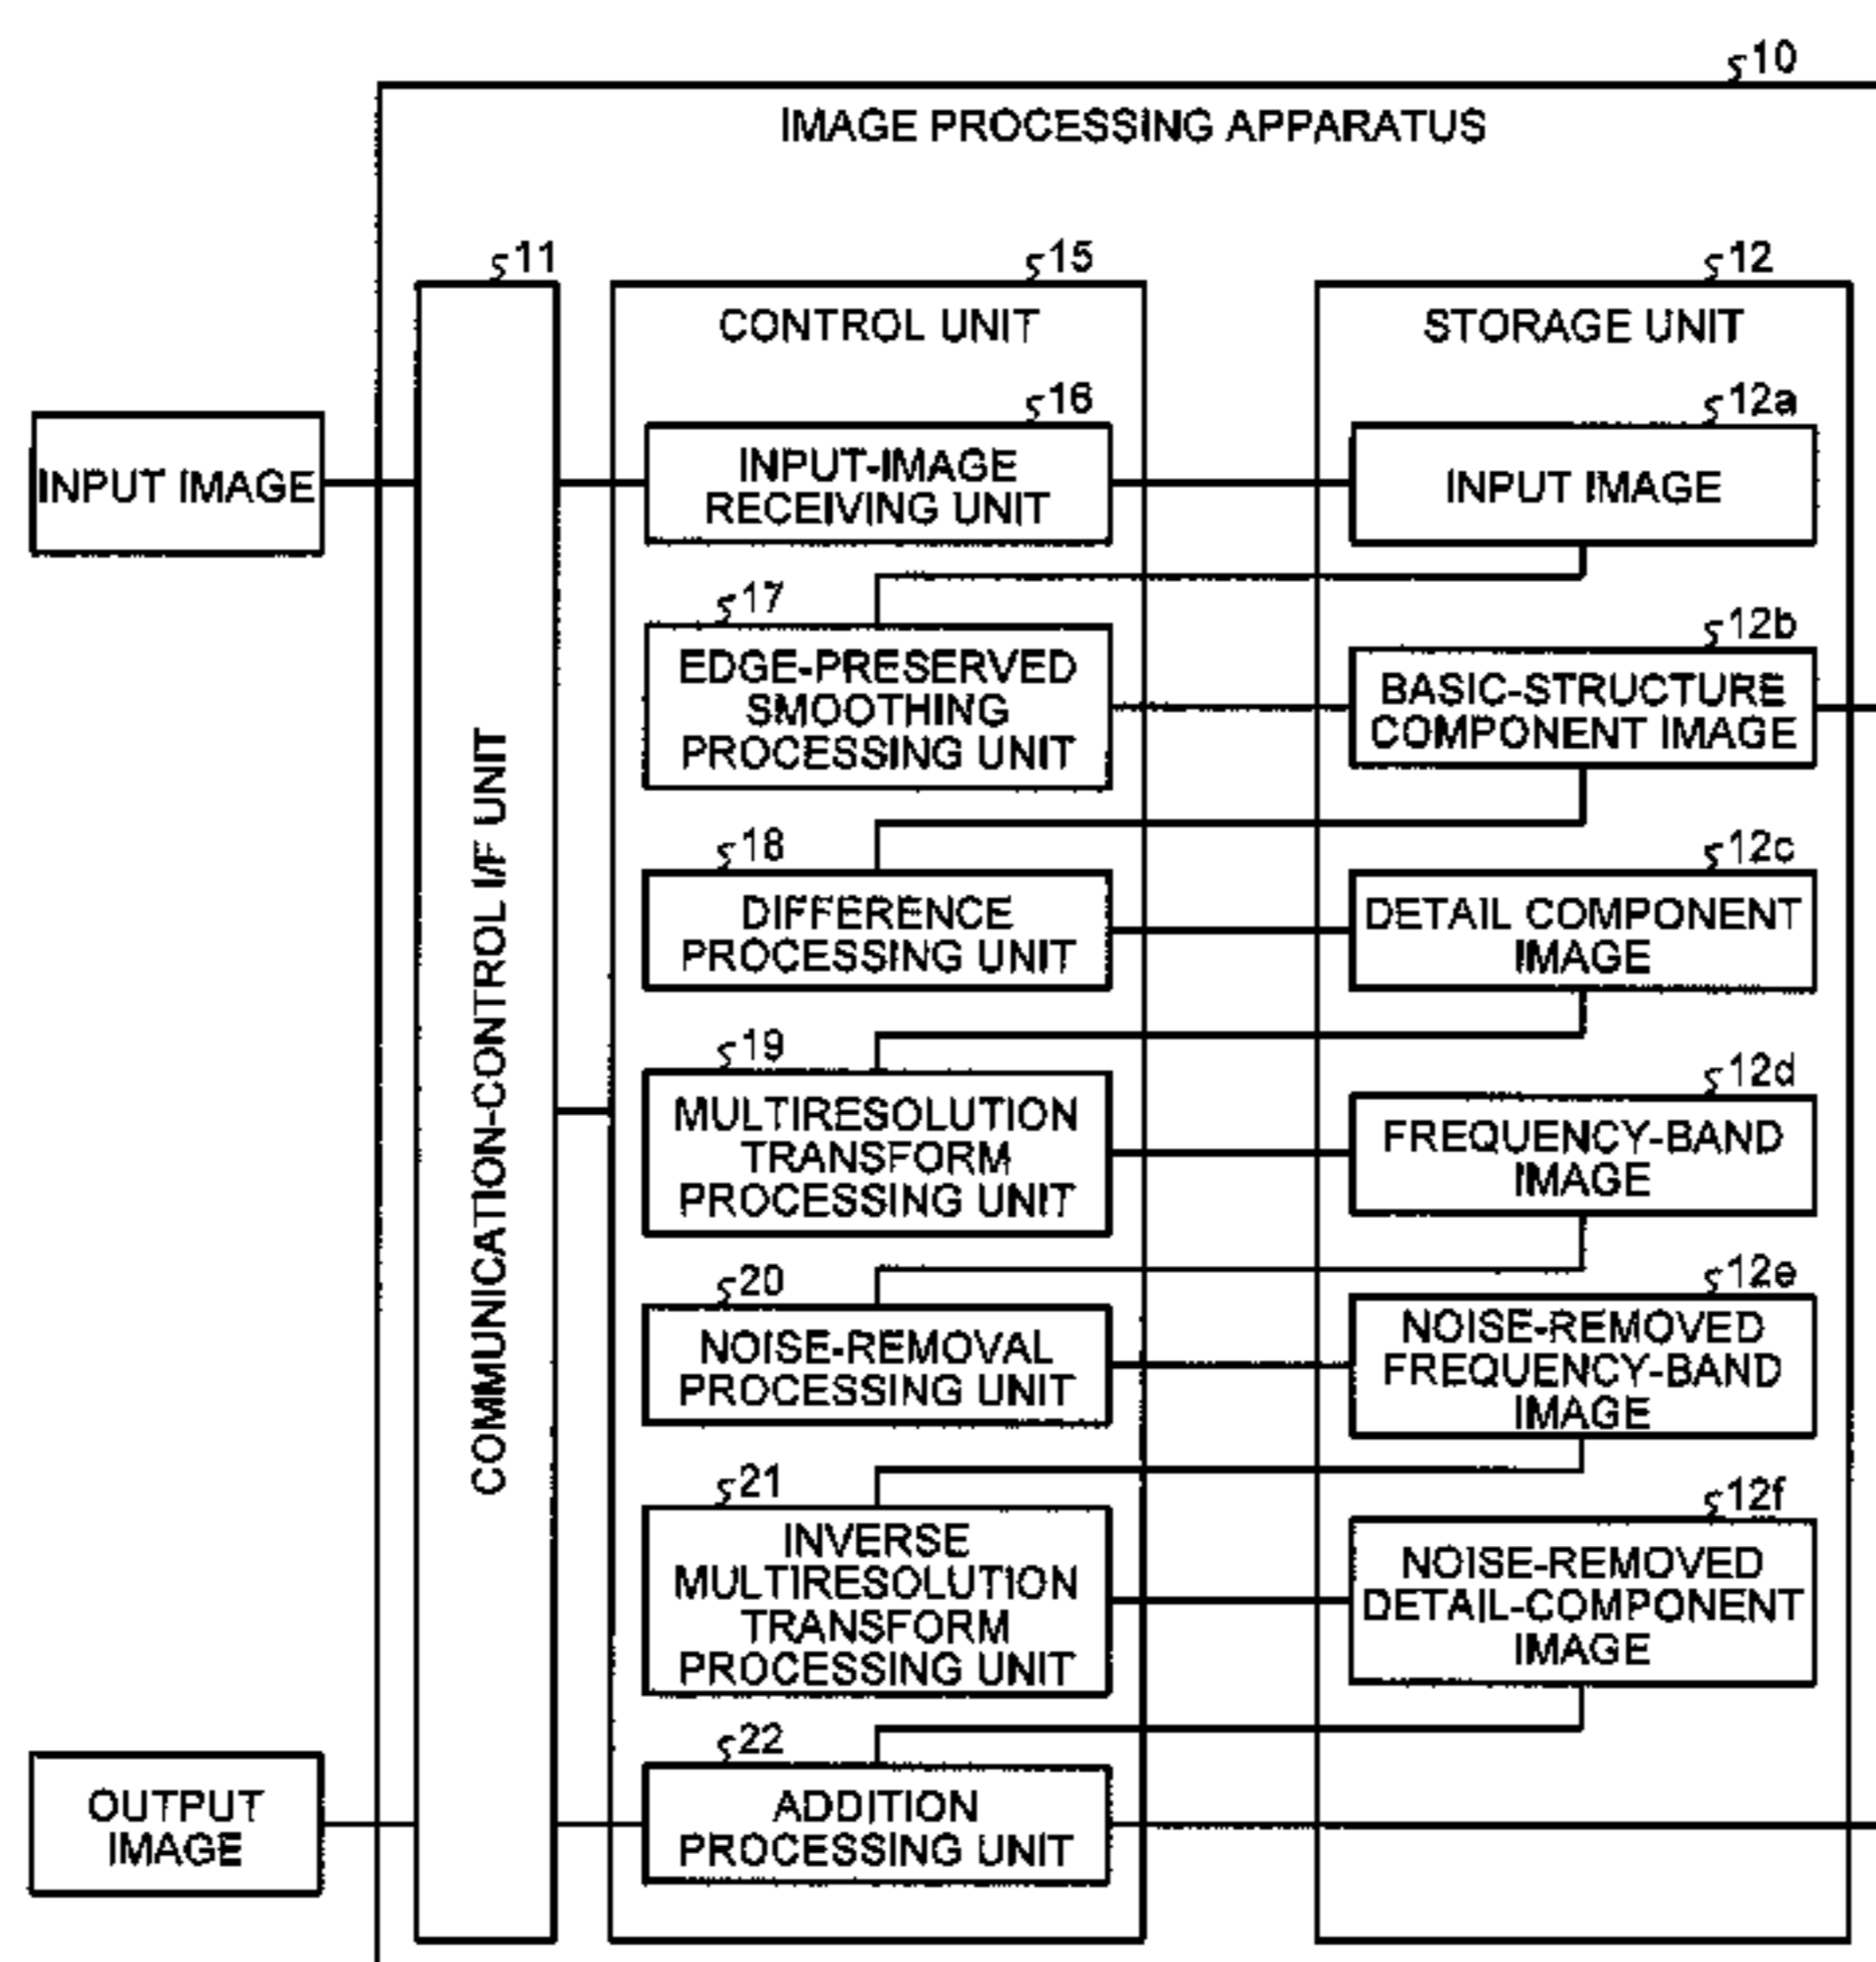 10
IMAGE PROCESSING APPARATUS
11
15
12
CONTROL UNIT
STORAGE UNIT
16
12a
INPUT IMAGE
INPUT-IMAGE
RECEIVING UNIT
INPUT IMAGE
17
12b
EDGE-PRESERVED
SMOOTHING
PROCESSING UNIT
BASIC-STRUCTURE
COMPONENT IMAGE
COMMUNICATION-CONTROL I/F UNIT
18
12c
DIFFERENCE
PROCESSING UNIT
DETAIL COMPONENT
IMAGE
19
12d
MULTIRESOLUTION
TRANSFORM
PROCESSING UNIT
FREQUENCY-BAND
IMAGE
20
12e
NOISE-REMOVAL
PROCESSING UNIT
NOISE-REMOVED
FREQUENCY-BAND
IMAGE
21
12f
INVERSE
MULTIRESOLUTION
TRANSFORM
PROCESSING UNIT
NOISE-REMOVED
DETAIL-COMPONENT
IMAGE
22
OUTPUT
IMAGE
ADDITION
PROCESSING UNIT